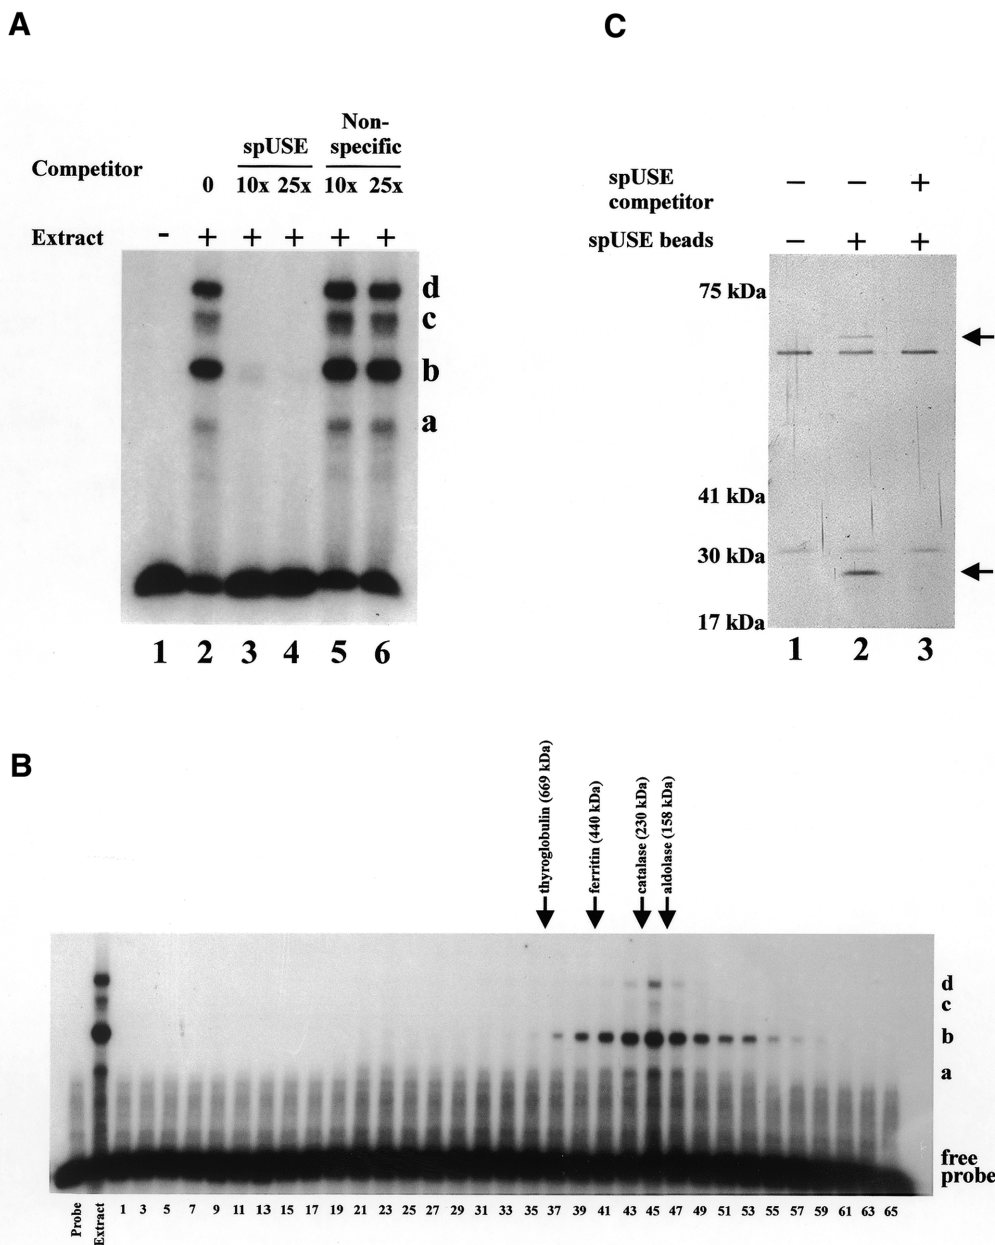 A
Competitor
spUSE
Non-
specific
0 10x 25x 10x 25x
Extract - + + + + +
d
c
b
a
1 2 3 4 5 6
C
spUSE
competitor
− − +
spUSE beads − + +
75 kDa
41 kDa
30 kDa
17 kDa
1 2 3
B
thyroglobulin (669 kDa)
ferritin (440 kDa)
catalase (230 kDa)
aldolase (158 kDa)
d
c
b
a
free
probe
Probe Extract 1 3 5 7 9 11 13 15 17 19 21 23 25 27 29 31 33 35 37 39 41 43 45 47 49 51 53 55 57 59 61 63 65